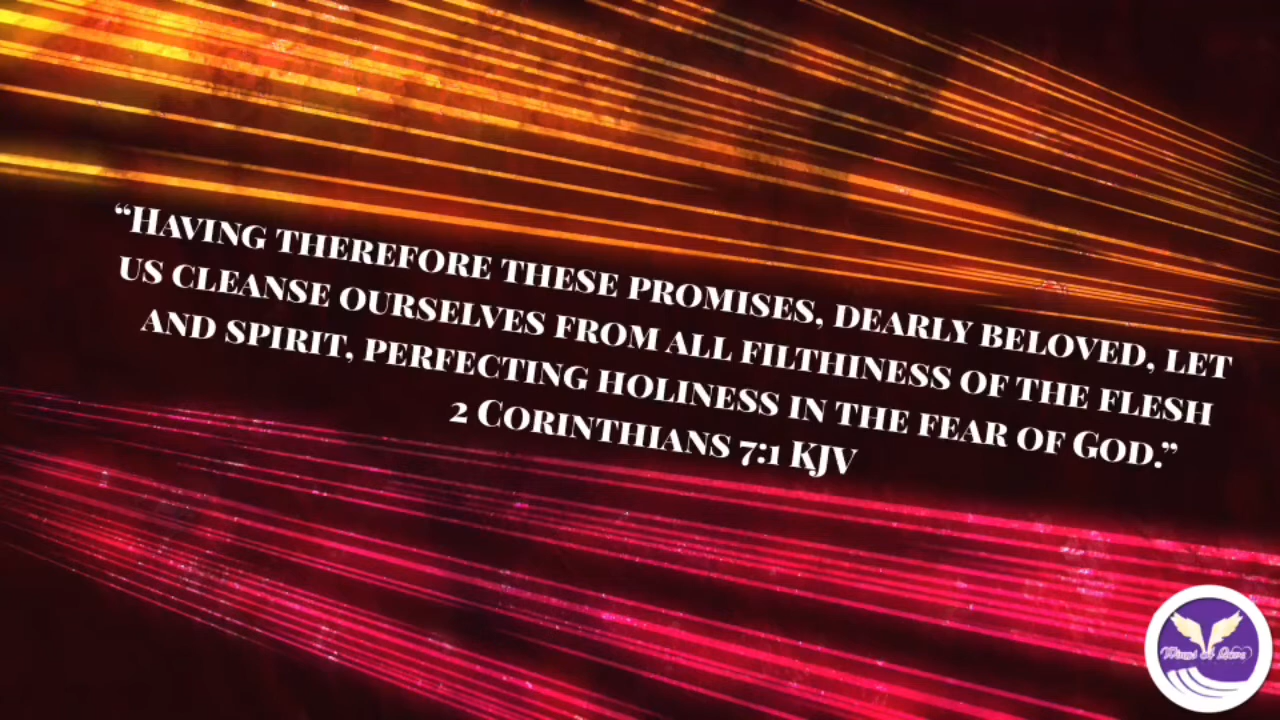 “Having therefore these promises, dearly beloved, let
us cleanse ourselves from all filthiness of the flesh
and spirit, perfecting holiness in the fear of God.”
2 Corinthians 7:1 KJV